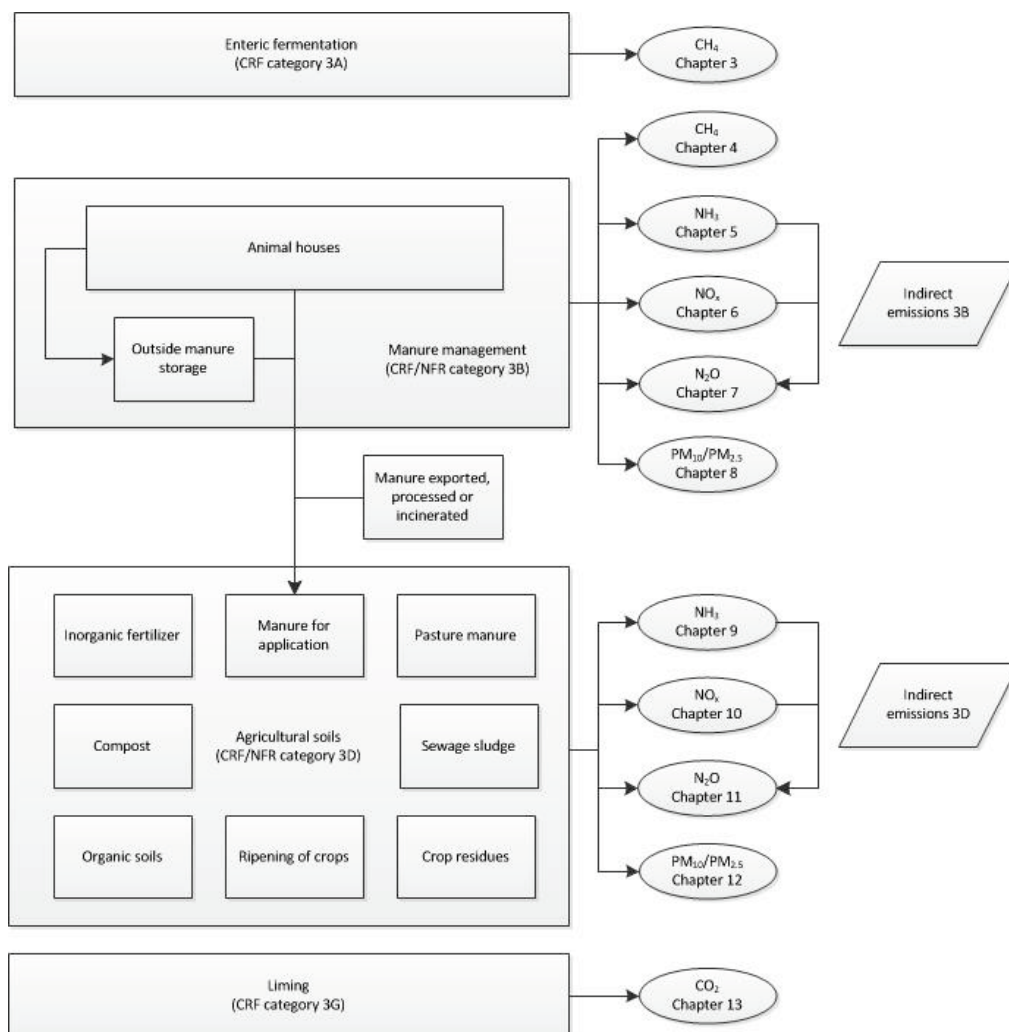 Enteric fermentation
(CRF category 3A)
CH₄
Chapter 3
CH₄
Chapter 4
Animal houses
NH₃
Chapter 5
NOₓ
Chapter 6
Indirect
emissions 3B
Outside manure
storage
Manure management
(CRF/NFR category 3B)
N₂O
Chapter 7
PM₁₀/PM₂.₅
Chapter 8
Manure exported,
processed or
incinerated
Inorganic fertilizer
Manure for
application
Pasture manure
NH₃
Chapter 9
NOₓ
Chapter 10
Indirect
emissions 3D
Compost
Agricultural soils
(CRF/NFR category 3D)
Sewage sludge
N₂O
Chapter 11
Organic soils
Ripening of crops
Crop residues
PM₁₀/PM₂.₅
Chapter 12
Liming
(CRF category 3G)
CO₂
Chapter 13